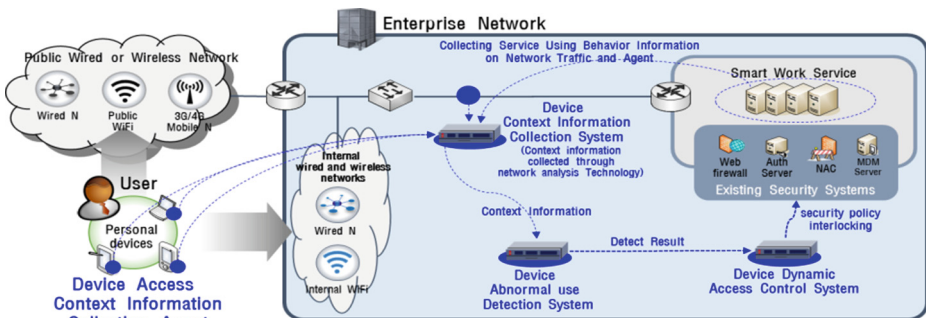 Enterprise Network
Public Wired or Wireless Network
Wired N
Public
WiFi
3G/4G
Mobile N
Collecting Service Using Behavior Information
on Network Traffic and Agent
Smart Work Service
Device
Context Information
Collection System
(Context information
collected through
network analysis Technology)
Web
firewall
Auth
Server
NAC
MDM
Server
Existing Security Systems
User
Personal
devices
Internal
wired and wireless
networks
Wired N
Internal WiFi
Context Information
security policy
interlocking
Detect Result
Device
Abnormal use
Detection System
Device Dynamic
Access Control System
Device Access
Context Information